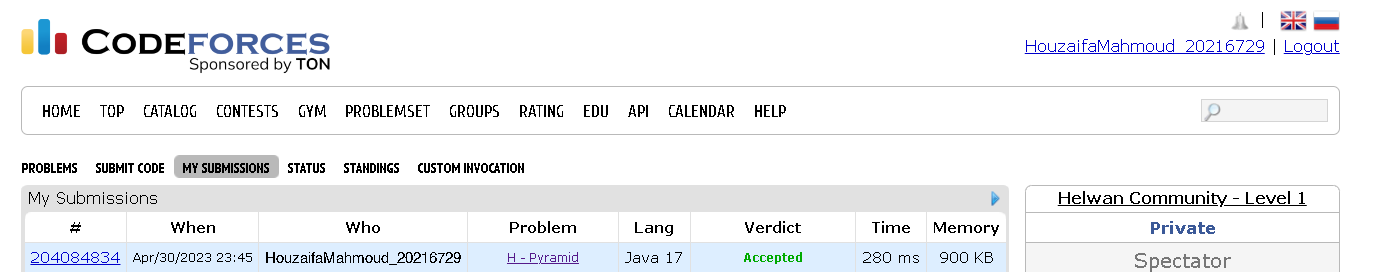 CODEFORCES
Sponsored by TON
|
HouzaifaMahmoud_20216729 | Logout
HOME TOP CATALOG CONTESTS GYM PROBLEMSET GROUPS RATING EDU API CALENDAR HELP
PROBLEMS SUBMIT CODE MY SUBMISSIONS STATUS STANDINGS CUSTOM INVOCATION
My Submissions
# When Who Problem Lang Verdict Time Memory
204084834 Apr/30/2023 23:45 HouzaifaMahmoud_20216729 H - Pyramid Java 17 Accepted 280 ms 900 KB
Helwan Community - Level 1
Private
Spectator